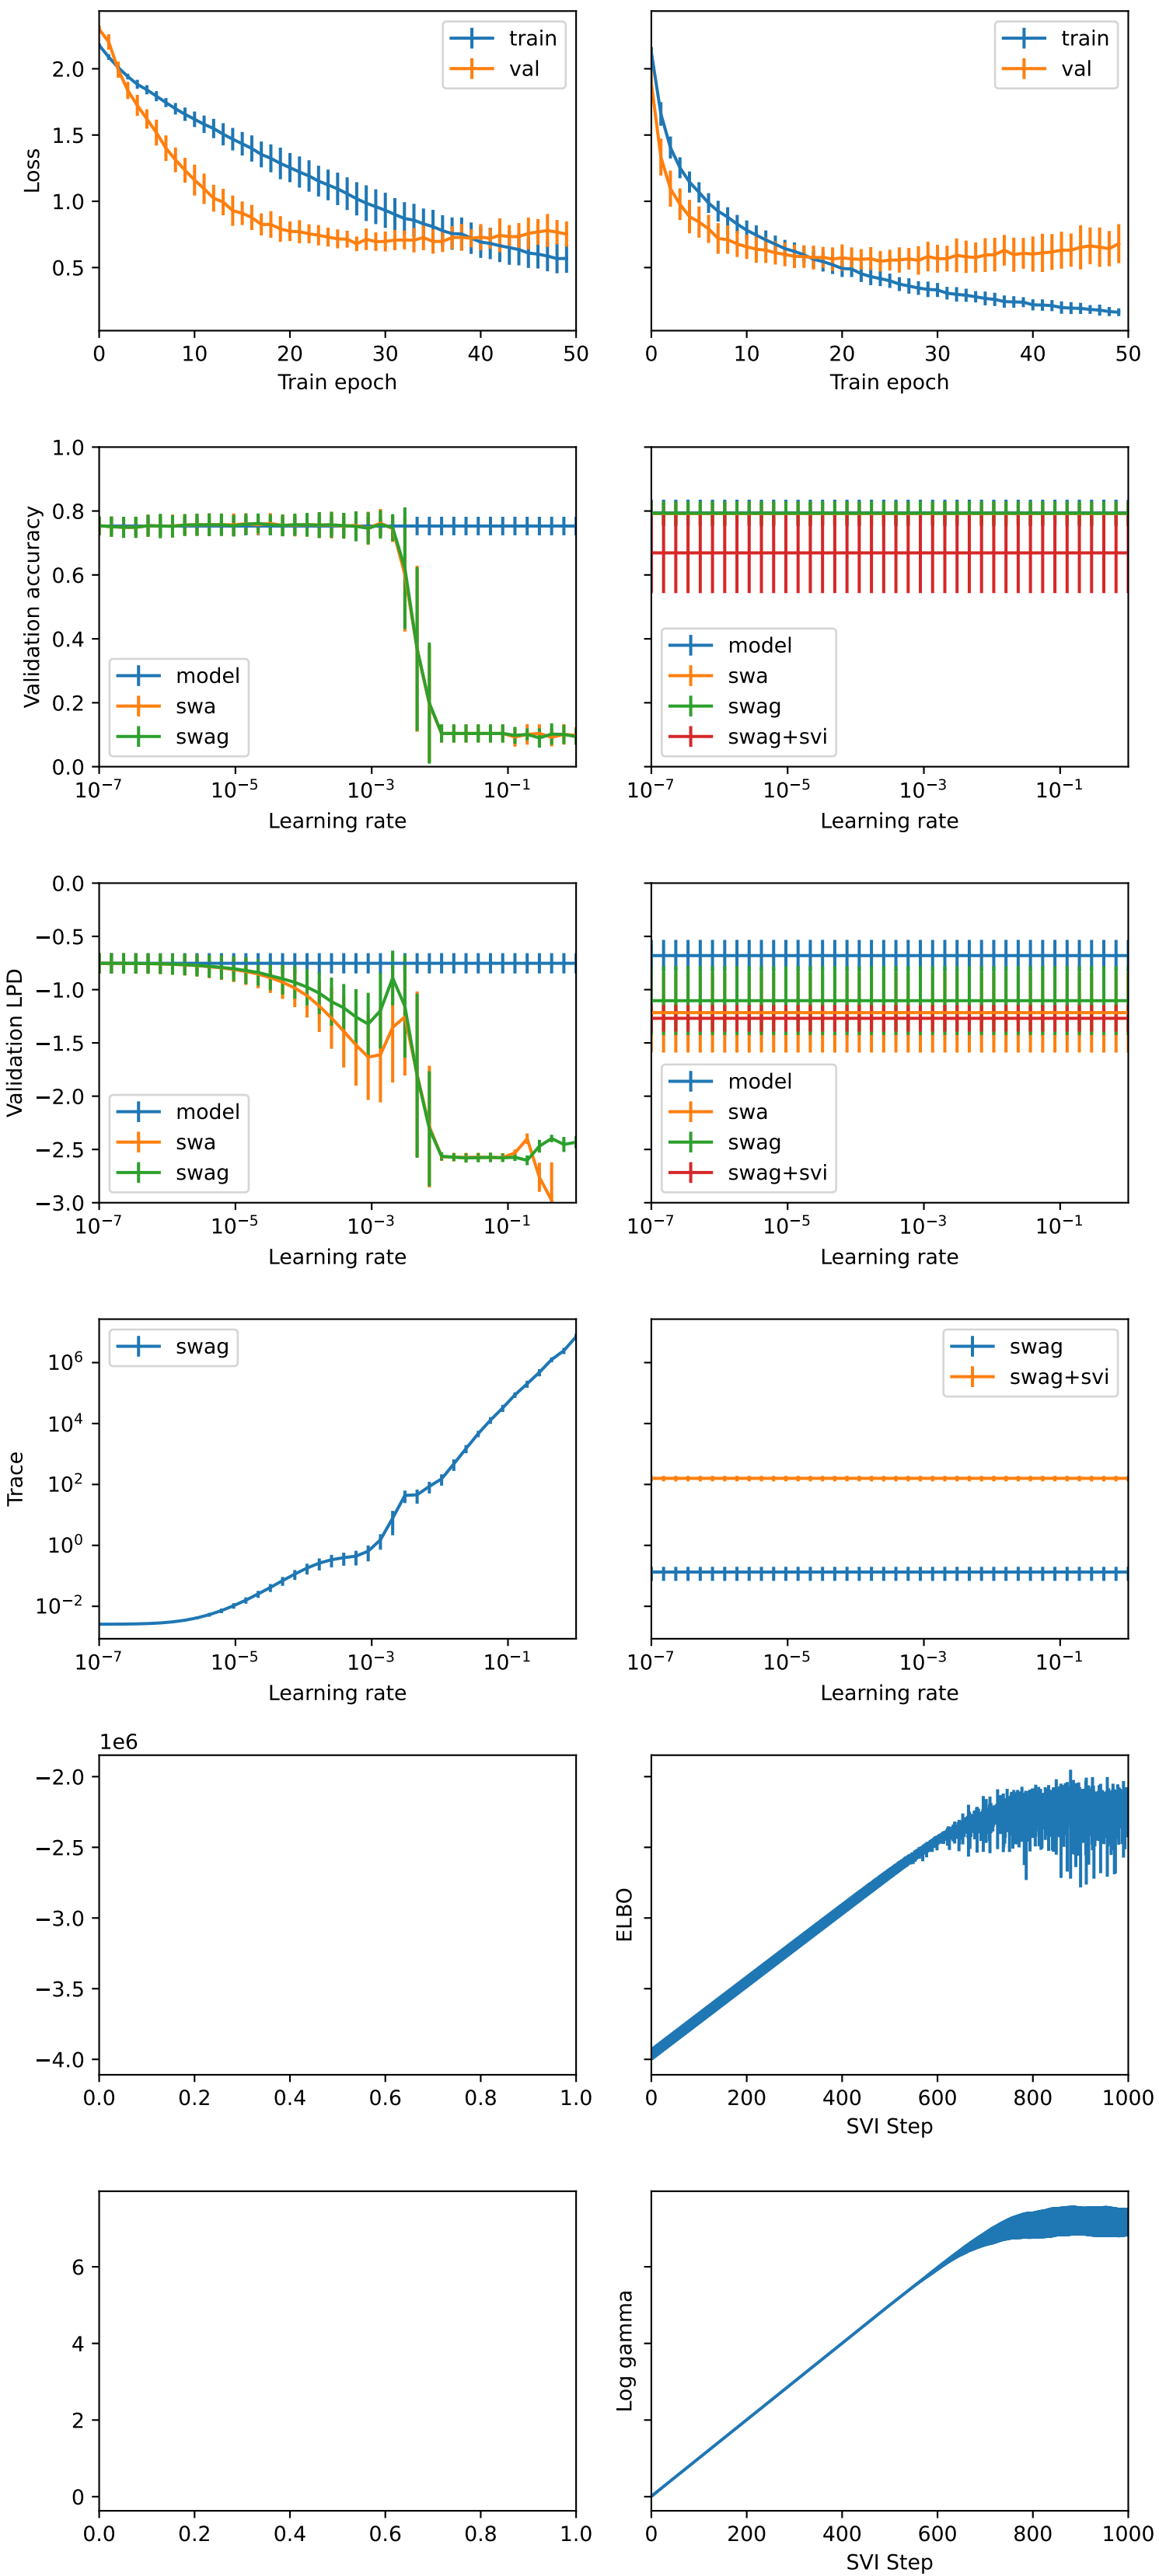 2.0
1.5
1.0
0.5
Loss
train
val
0 10 20 30 40 50
Train epoch
train
val
0 10 20 30 40 50
Train epoch
1.0
0.8
0.6
0.4
0.2
0.0
Validation accuracy
model
swa
swag
10⁻⁷ 10⁻⁵ 10⁻³ 10⁻¹
Learning rate
model
swa
swag
swag+svi
10⁻⁷ 10⁻⁵ 10⁻³ 10⁻¹
Learning rate
0.0
−0.5
−1.0
−1.5
−2.0
−2.5
−3.0
Validation LPD
model
swa
swag
10⁻⁷ 10⁻⁵ 10⁻³ 10⁻¹
Learning rate
model
swa
swag
swag+svi
10⁻⁷ 10⁻⁵ 10⁻³ 10⁻¹
Learning rate
10⁶
10⁴
10²
10⁰
10⁻²
Trace
swag
10⁻⁷ 10⁻⁵ 10⁻³ 10⁻¹
Learning rate
swag
swag+svi
10⁻⁷ 10⁻⁵ 10⁻³ 10⁻¹
Learning rate
1e6
−2.0
−2.5
−3.0
−3.5
−4.0
0.0 0.2 0.4 0.6 0.8 1.0
ELBO
0 200 400 600 800 1000
SVI Step
6
4
2
0
0.0 0.2 0.4 0.6 0.8 1.0
Log gamma
0 200 400 600 800 1000
SVI Step